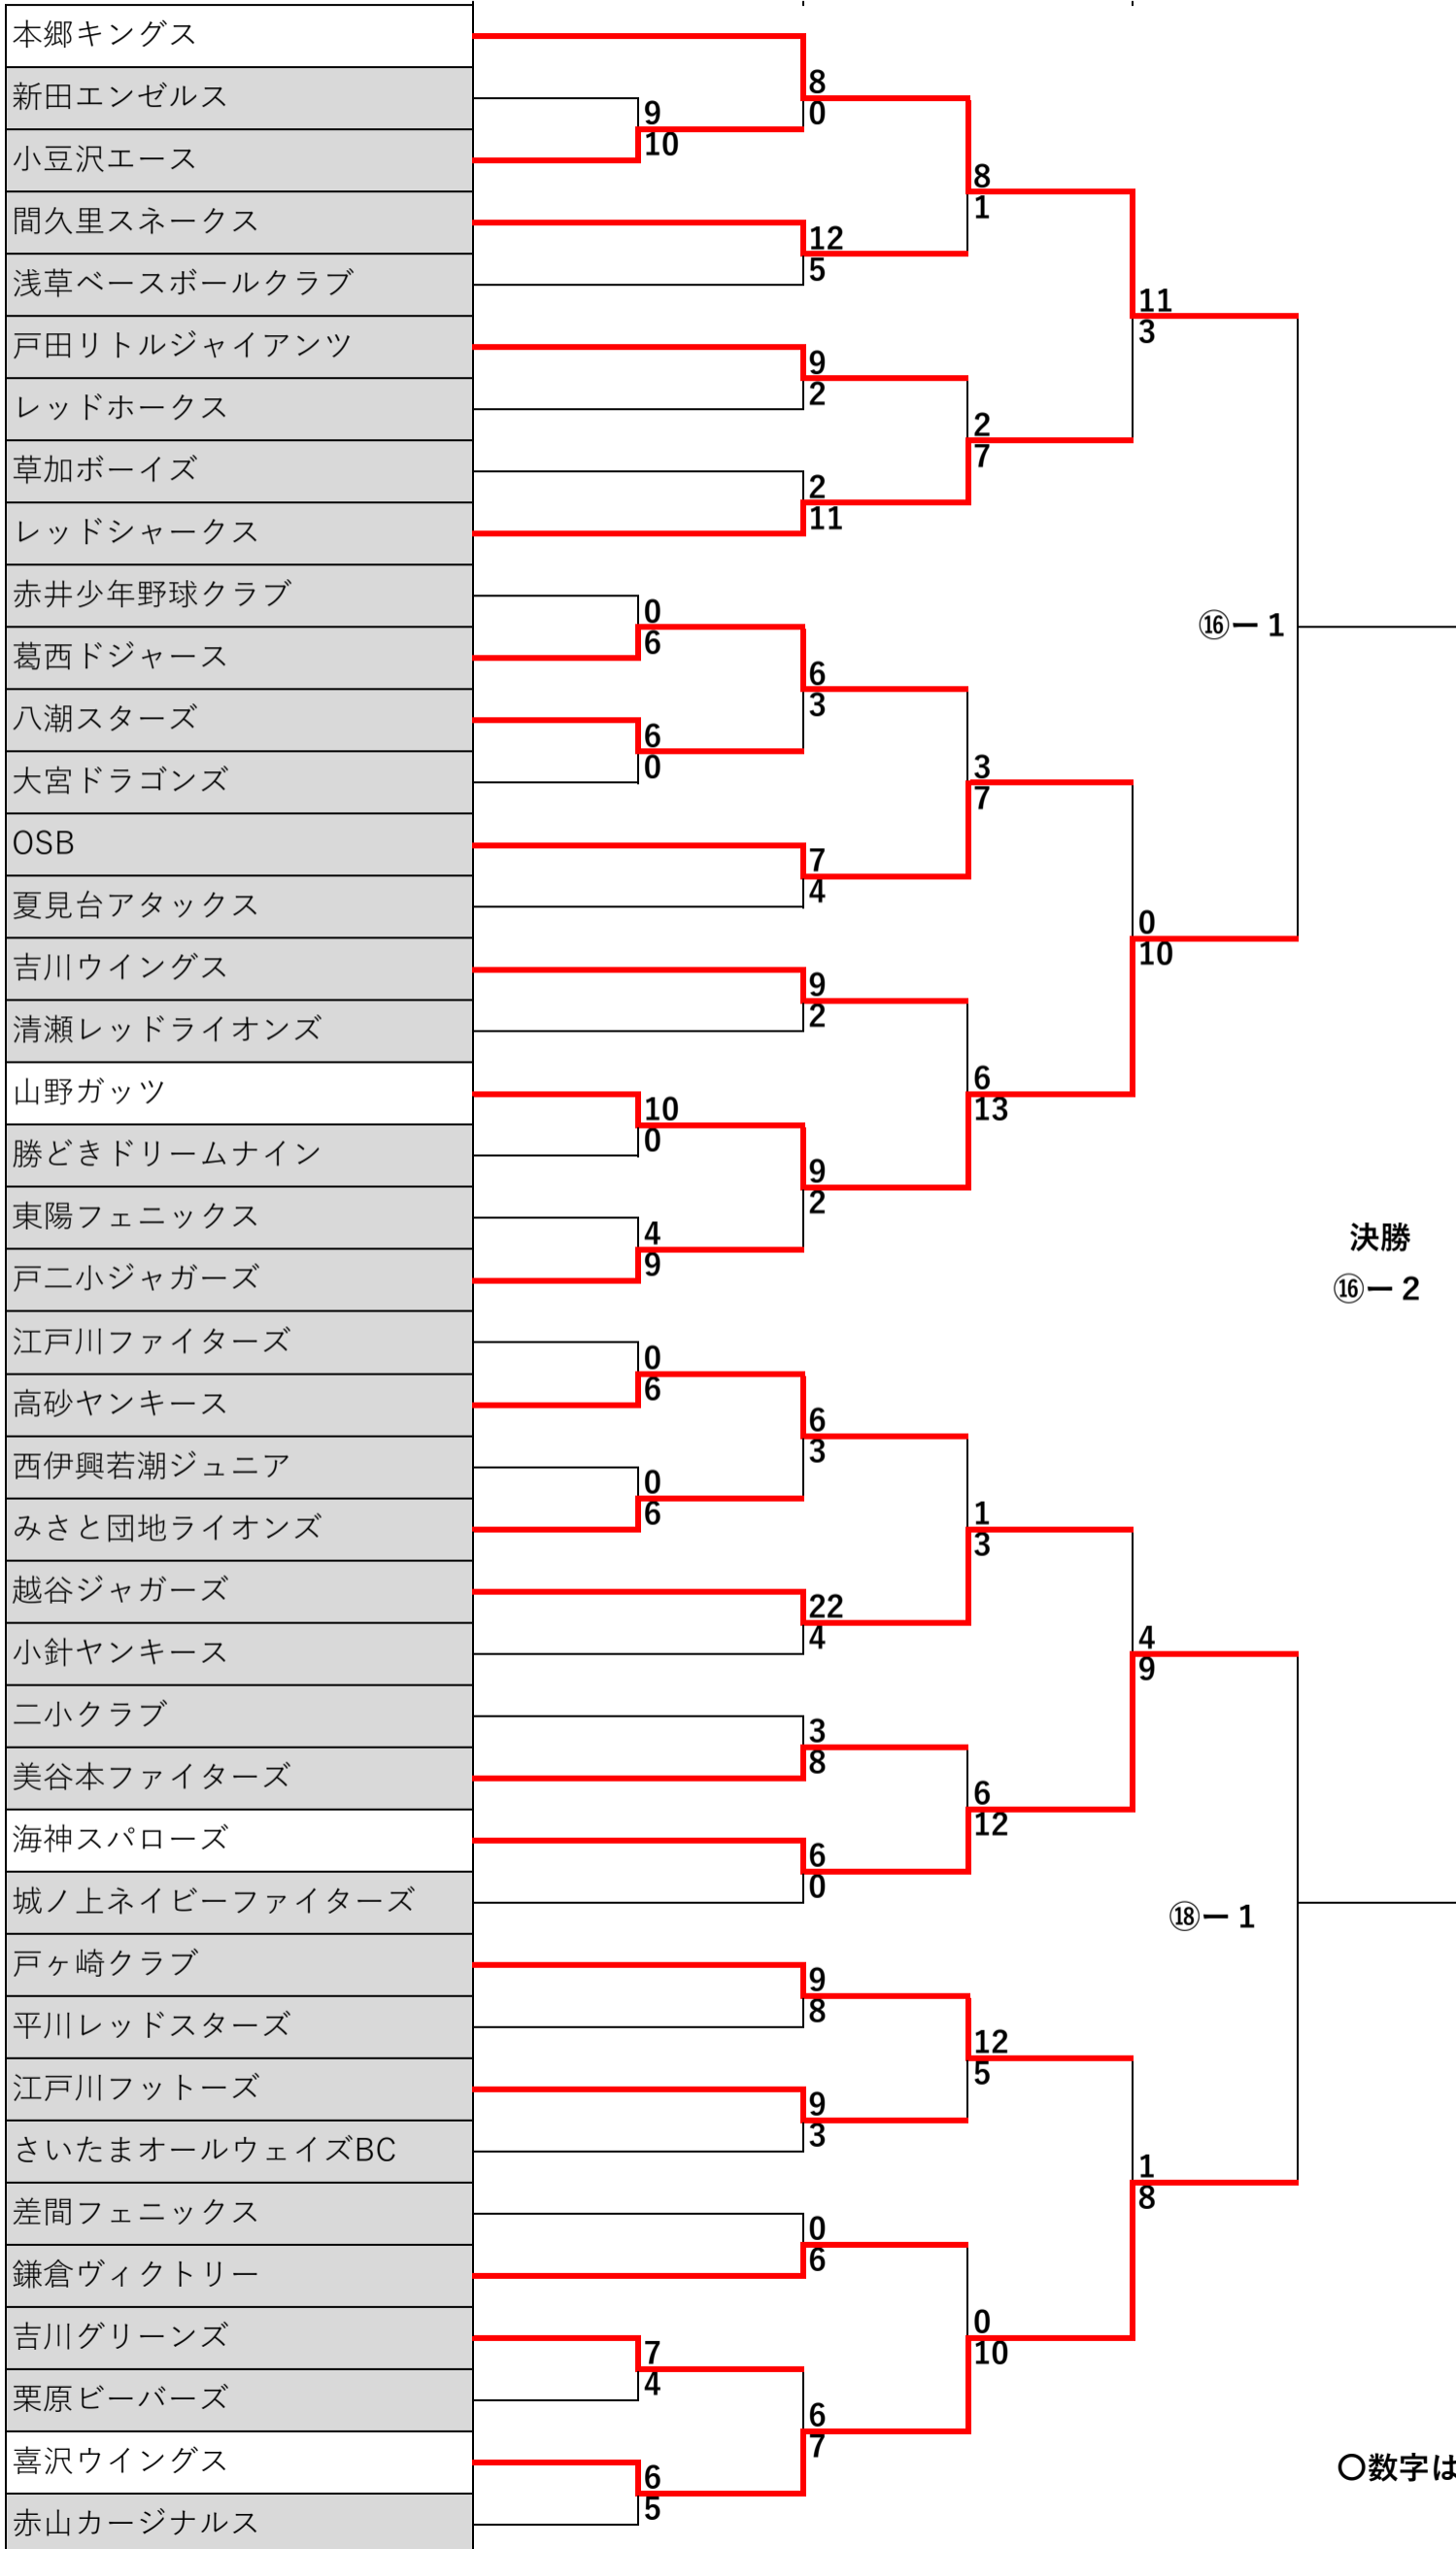 本郷キングス
新田エンゼルス
小豆沢エース
間久里スネークス
浅草ベースボールクラブ
戸田リトルジャイアンツ
レッドホークス
草加ボーイズ
レッドシャークス
赤井少年野球クラブ
葛西ドジャース
八潮スターズ
大宮ドラゴンズ
OSB
夏見台アタックス
吉川ウイングス
清瀬レッドライオンズ
山野ガッツ
勝どきドリームナイン
東陽フェニックス
戸二小ジャガーズ
江戸川ファイターズ
高砂ヤンキース
西伊興若潮ジュニア
みさと団地ライオンズ
越谷ジャガーズ
小針ヤンキース
二小クラブ
美谷本ファイターズ
海神スパローズ
城ノ上ネイビーファイターズ
戸ヶ崎クラブ
平川レッドスターズ
江戸川フットーズ
さいたまオールウェイズBC
差間フェニックス
鎌倉ヴィクトリー
吉川グリーンズ
栗原ビーバーズ
喜沢ウイングス
赤山カージナルス
9
10
0
6
6
0
10
0
4
9
0
6
0
6
7
4
6
5
8
0
12
5
9
2
2
11
6
3
7
4
9
2
9
2
6
3
22
4
3
8
6
0
9
8
9
3
0
6
6
7
8
1
2
7
3
7
6
13
1
3
6
12
12
5
0
10
11
3
0
10
4
9
1
8
⑯ー 1
⑱ー 1
決勝
⑯ー 2
〇数字は